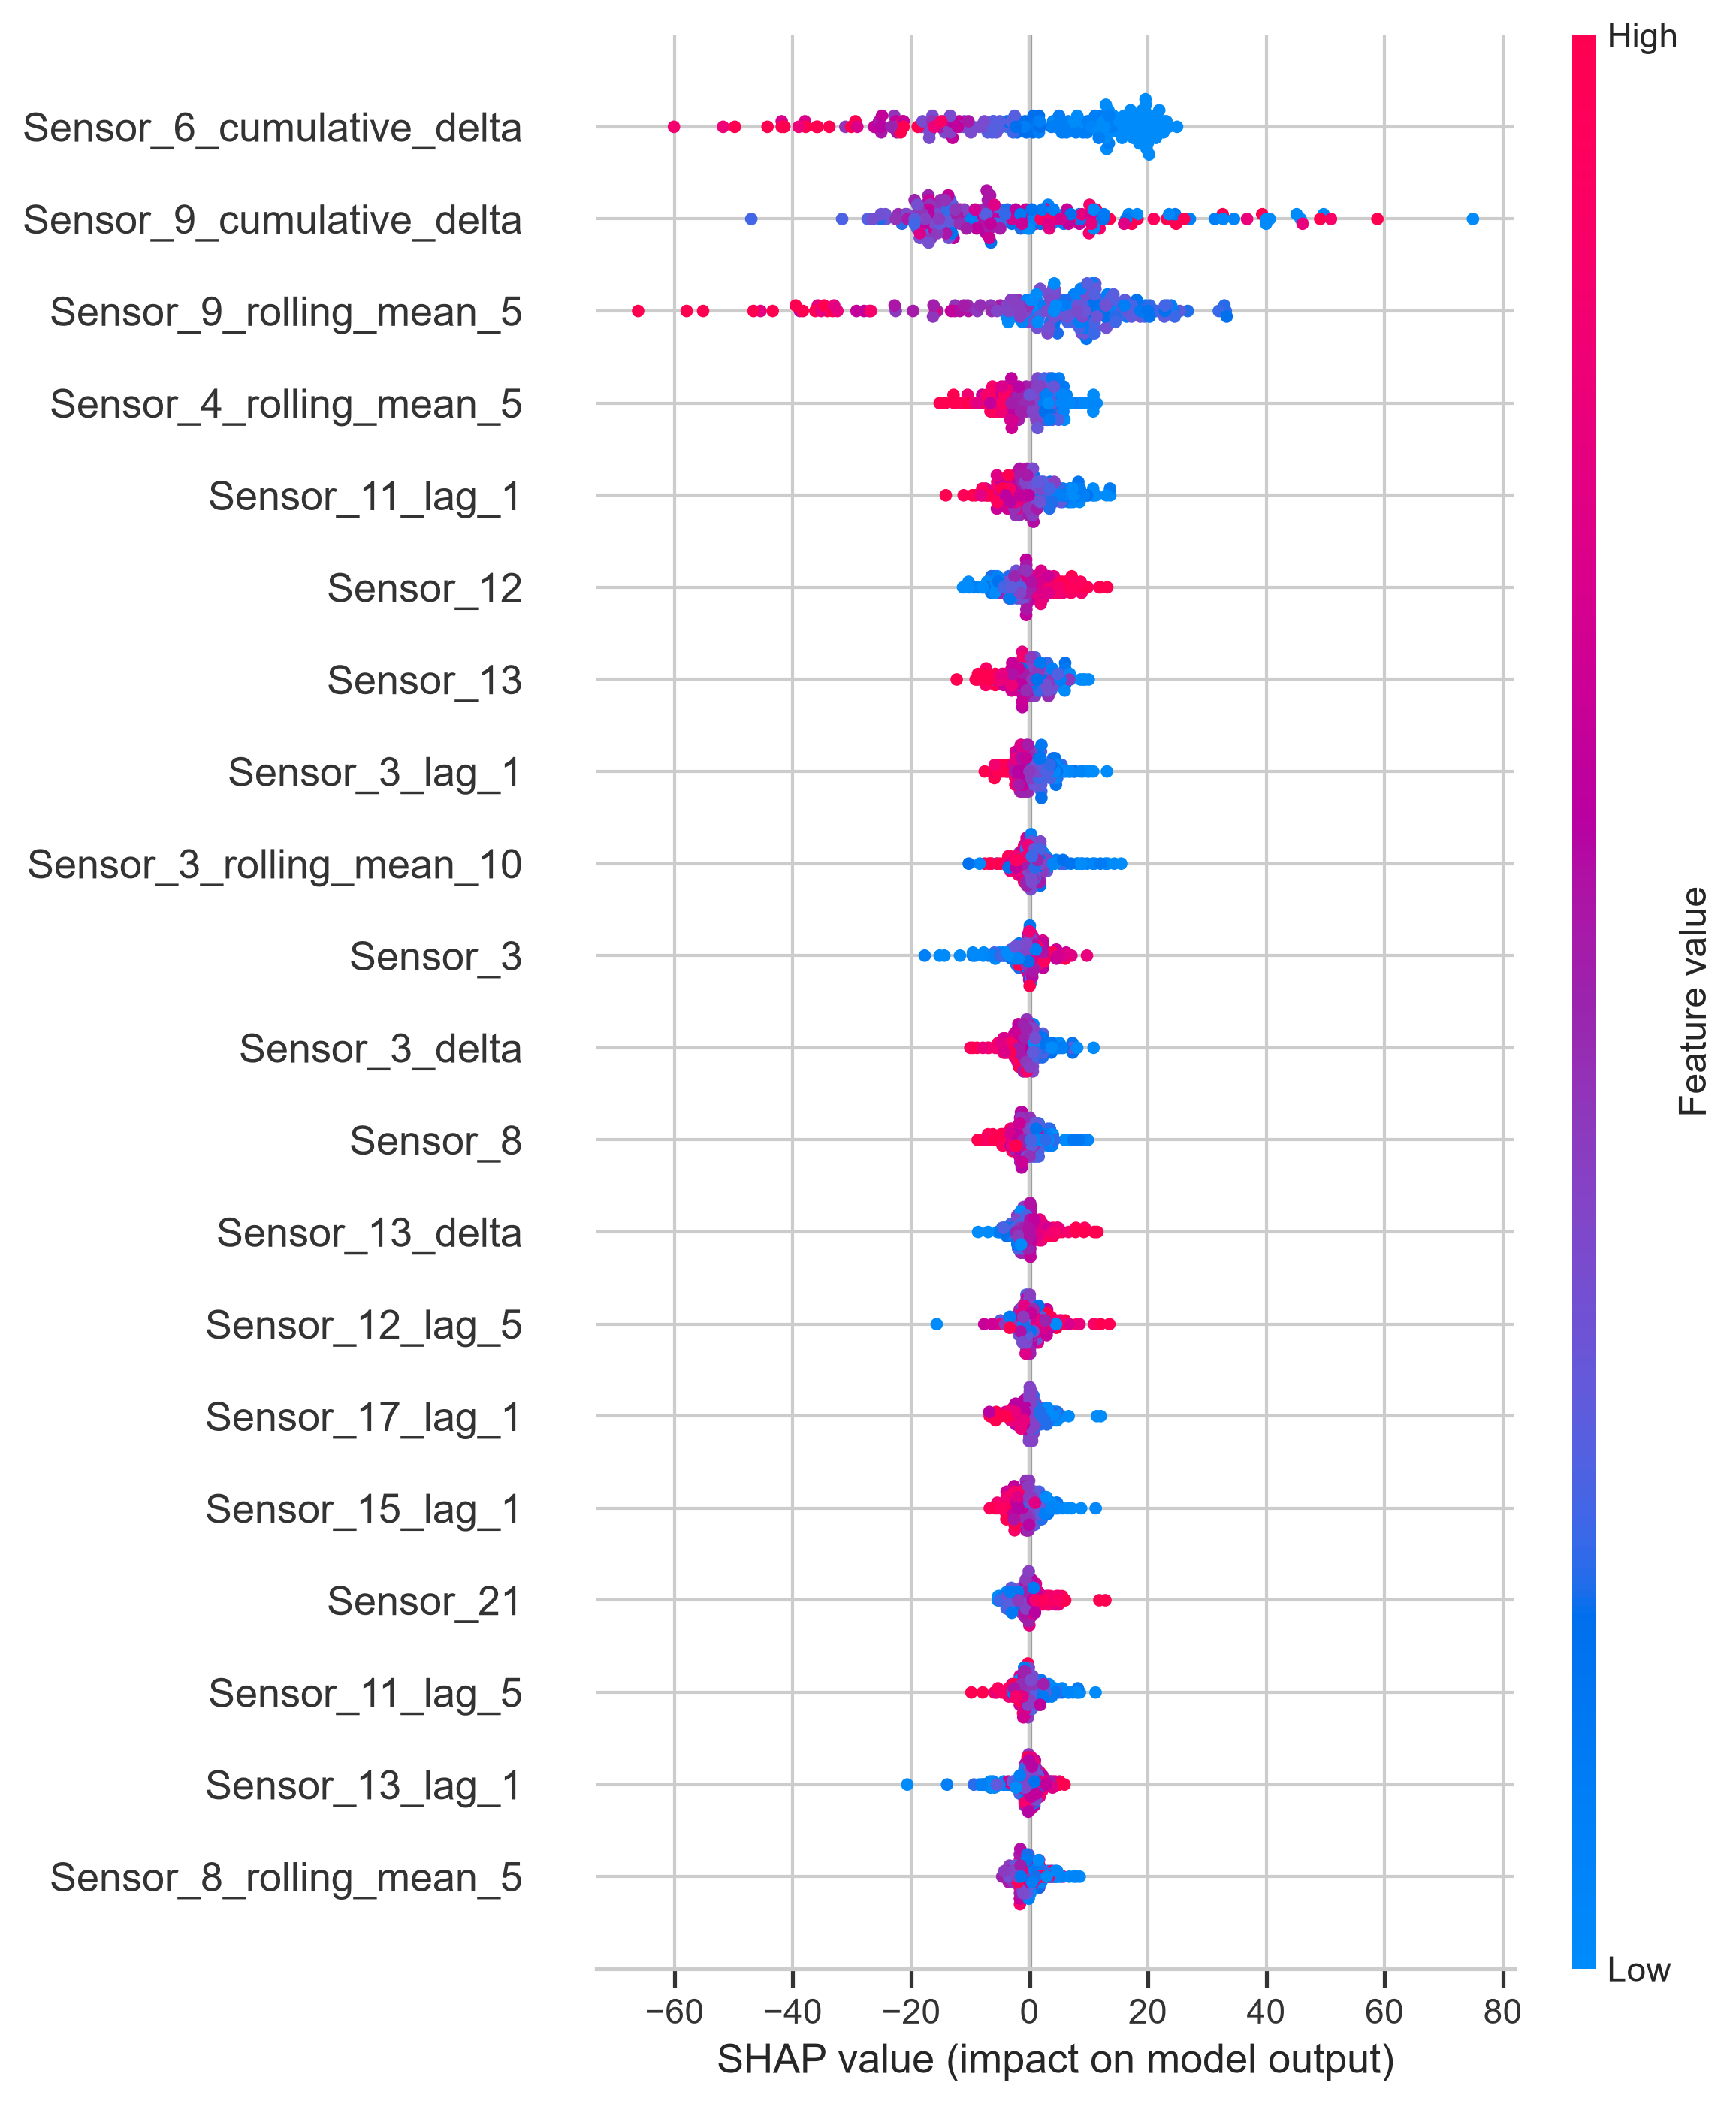 High
Sensor_6_cumulative_delta
Sensor_9_cumulative_delta
Sensor_9_rolling_mean_5
Sensor_4_rolling_mean_5
Sensor_11_lag_1
Sensor_12
Sensor_13
Sensor_3_lag_1
Sensor_3_rolling_mean_10
Sensor_3
Sensor_3_delta
Sensor_8
Sensor_13_delta
Sensor_12_lag_5
Sensor_17_lag_1
Sensor_15_lag_1
Sensor_21
Sensor_11_lag_5
Sensor_13_lag_1
Sensor_8_rolling_mean_5
Feature value
Low
−60 −40 −20 0 20 40 60 80
SHAP value (impact on model output)